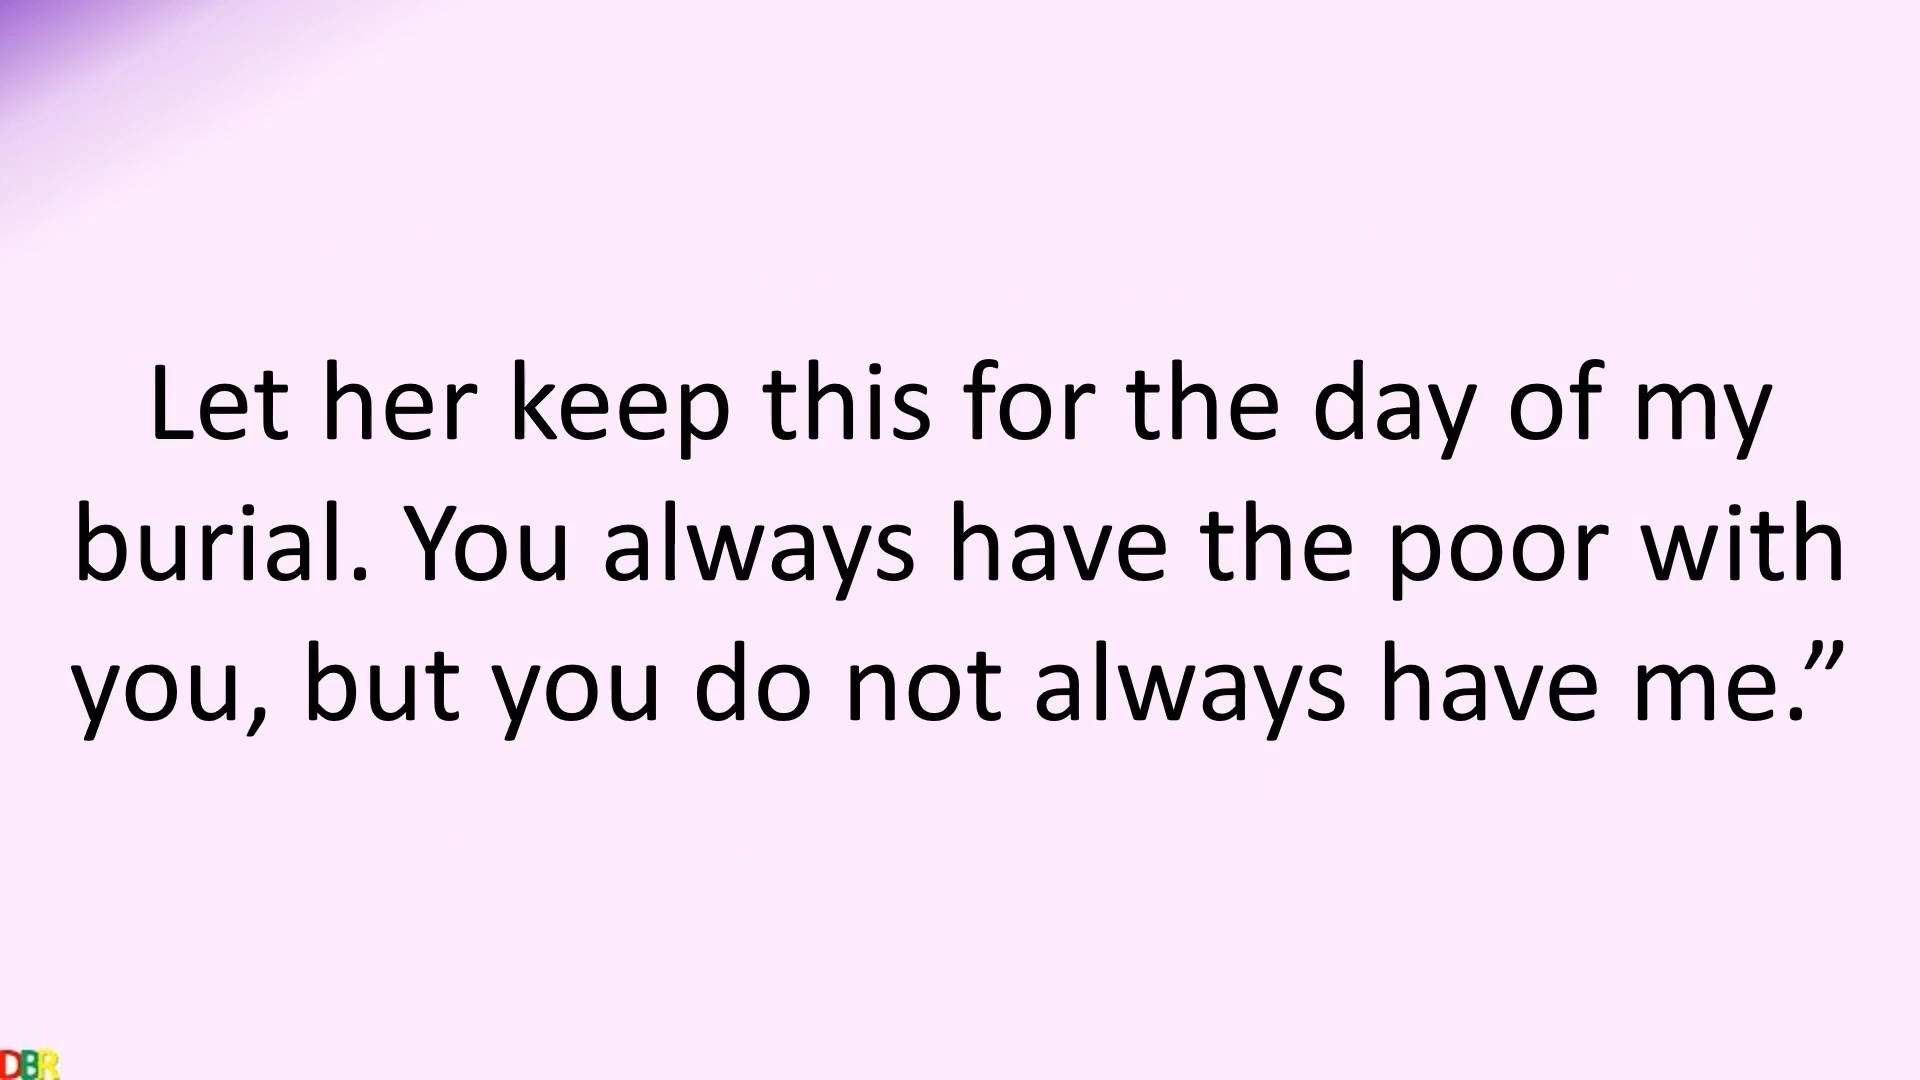 Let her keep this for the day of my
burial. You always have the poor with
you, but you do not always have me.”
DBR